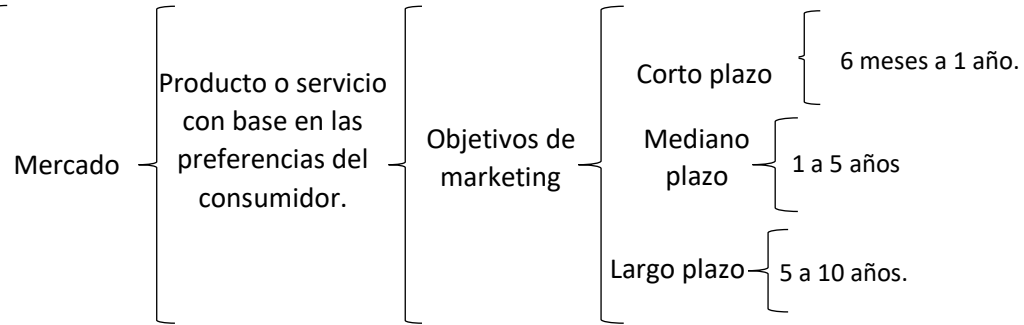 Mercado
Producto o servicio
con base en las
preferencias del
consumidor.
Objetivos de
marketing
Corto plazo
6 meses a 1 año.
Mediano
plazo
1 a 5 años
Largo plazo
5 a 10 años.